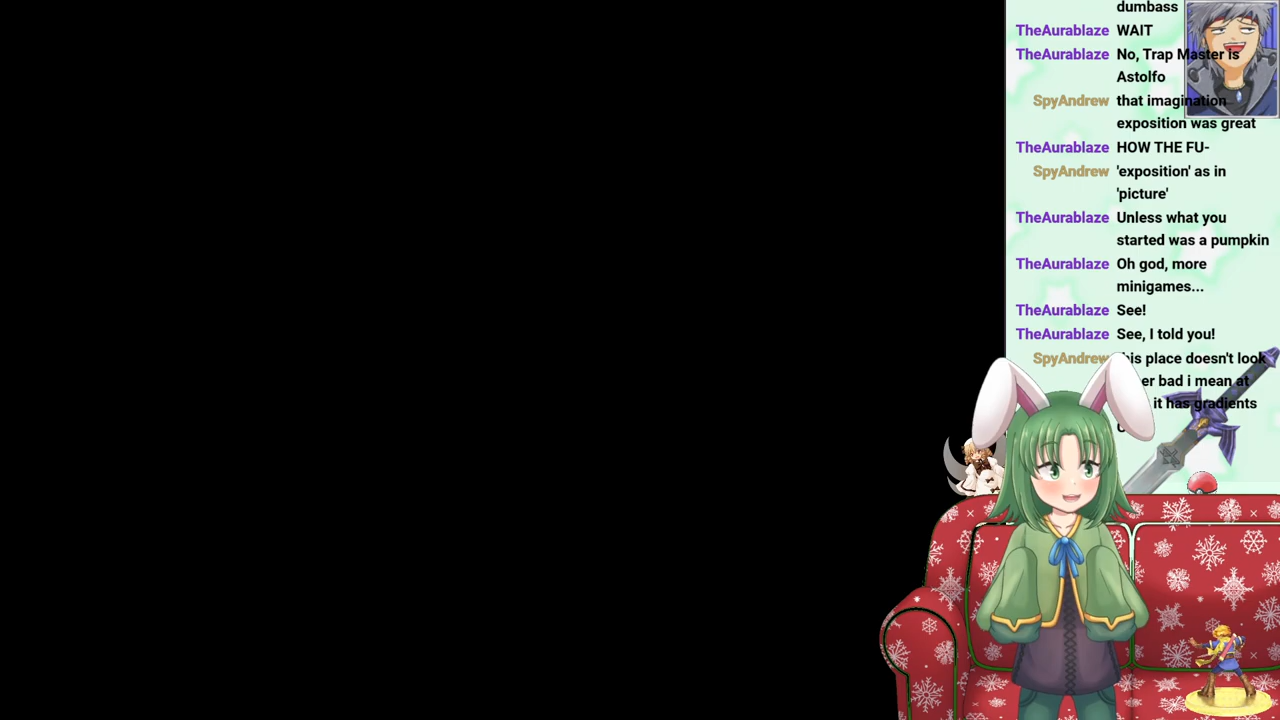 dumbass
TheAurablaze WAIT
TheAurablaze No, Trap Master is
Astolfo
SpyAndrew that imagination
exposition was great
TheAurablaze HOW THE FU-
SpyAndrew 'exposition' as in
'picture'
TheAurablaze Unless what you
started was a pumpkin
TheAurablaze Oh god, more
minigames...
TheAurablaze See!
TheAurablaze See, I told you!
SpyAndrew this place doesn't look
bad i mean at
it has gradients